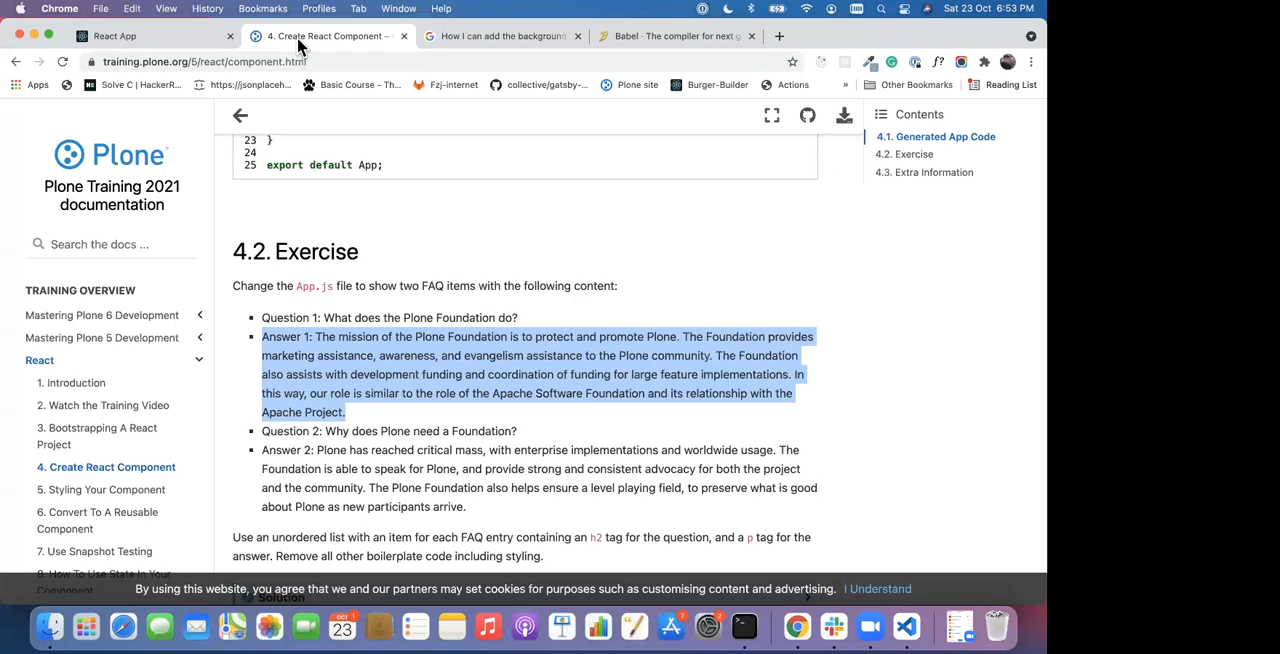 Chrome File Edit View History Bookmarks Profiles Tab Window Help Sat 23 Oct 6:53 PM
React App 4. Create React Component – How I can add the background Babel · The compiler for next g
training.plone.org/5/react/component.html
Apps Solve C | HackerR... https://jsonplaceh... Basic Course - Th... Fzj-internet collective/gatsby-... Plone site Burger-Builder Actions » Other Bookmarks Reading List
Contents
23 }
24
25 export default App;
4.1. Generated App Code
4.2. Exercise
4.3. Extra Information
Plone
Plone Training 2021
documentation
Search the docs ...
TRAINING OVERVIEW
Mastering Plone 6 Development
Mastering Plone 5 Development
React
1. Introduction
2. Watch the Training Video
3. Bootstrapping A React
Project
4. Create React Component
5. Styling Your Component
6. Convert To A Reusable
Component
7. Use Snapshot Testing
8. How To Use State In Your
Component
4.2. Exercise
Change the App.js file to show two FAQ items with the following content:
Question 1: What does the Plone Foundation do?
Answer 1: The mission of the Plone Foundation is to protect and promote Plone. The Foundation provides
marketing assistance, awareness, and evangelism assistance to the Plone community. The Foundation
also assists with development funding and coordination of funding for large feature implementations. In
this way, our role is similar to the role of the Apache Software Foundation and its relationship with the
Apache Project.
Question 2: Why does Plone need a Foundation?
Answer 2: Plone has reached critical mass, with enterprise implementations and worldwide usage. The
Foundation is able to speak for Plone, and provide strong and consistent advocacy for both the project
and the community. The Plone Foundation also helps ensure a level playing field, to preserve what is good
about Plone as new participants arrive.
Use an unordered list with an item for each FAQ entry containing an h2 tag for the question, and a p tag for the
answer. Remove all other boilerplate code including styling.
Solution
By using this website, you agree that we and our partners may set cookies for purposes such as customising content and advertising. I Understand
OCT 1
23
7
2